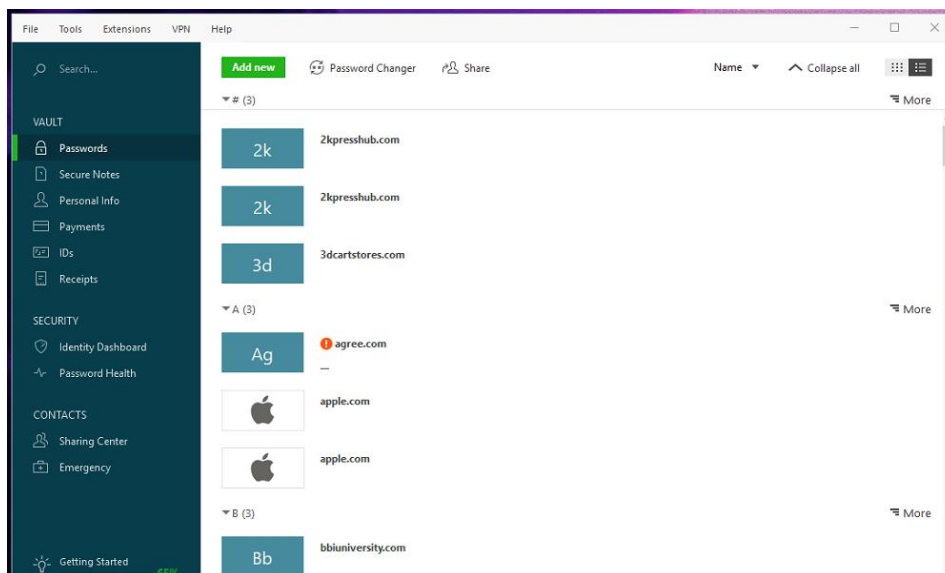 File Tools Extensions VPN Help
Search...
VAULT
Passwords
Secure Notes
Personal Info
Payments
IDs
Receipts
SECURITY
Identity Dashboard
Password Health
CONTACTS
Sharing Center
Emergency
Getting Started
65%
Add new Password Changer Share Name Collapse all
# (3) More
2k 2kpresshub.com
2k 2kpresshub.com
3d 3dcartstores.com
A (3) More
Ag agree.com
—
apple.com
apple.com
B (3) More
Bb bbiuniversity.com